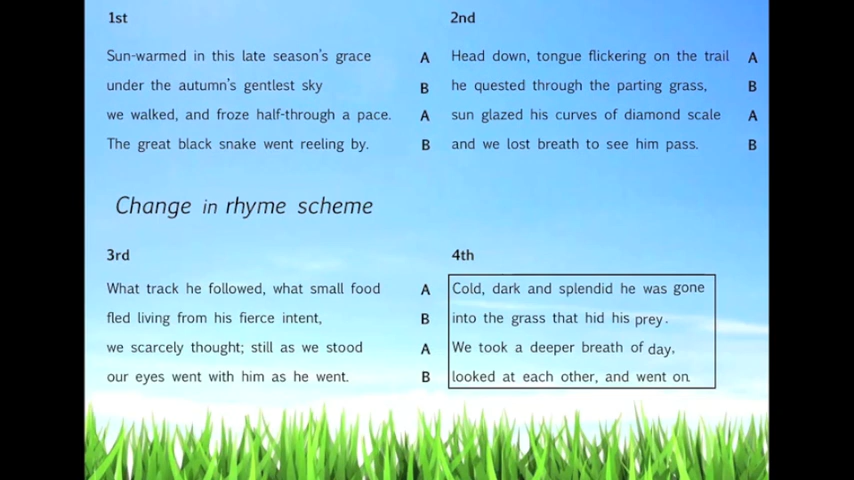 1st
Sun-warmed in this late season's grace A
under the autumn's gentlest sky B
we walked, and froze half-through a pace. A
The great black snake went reeling by. B
2nd
Head down, tongue flickering on the trail A
he quested through the parting grass, B
sun glazed his curves of diamond scale A
and we lost breath to see him pass. B
Change in rhyme scheme
3rd
What track he followed, what small food A
fled living from his fierce intent, B
we scarcely thought; still as we stood A
our eyes went with him as he went. B
4th
Cold, dark and splendid he was gone
into the grass that hid his prey.
We took a deeper breath of day,
looked at each other, and went on.